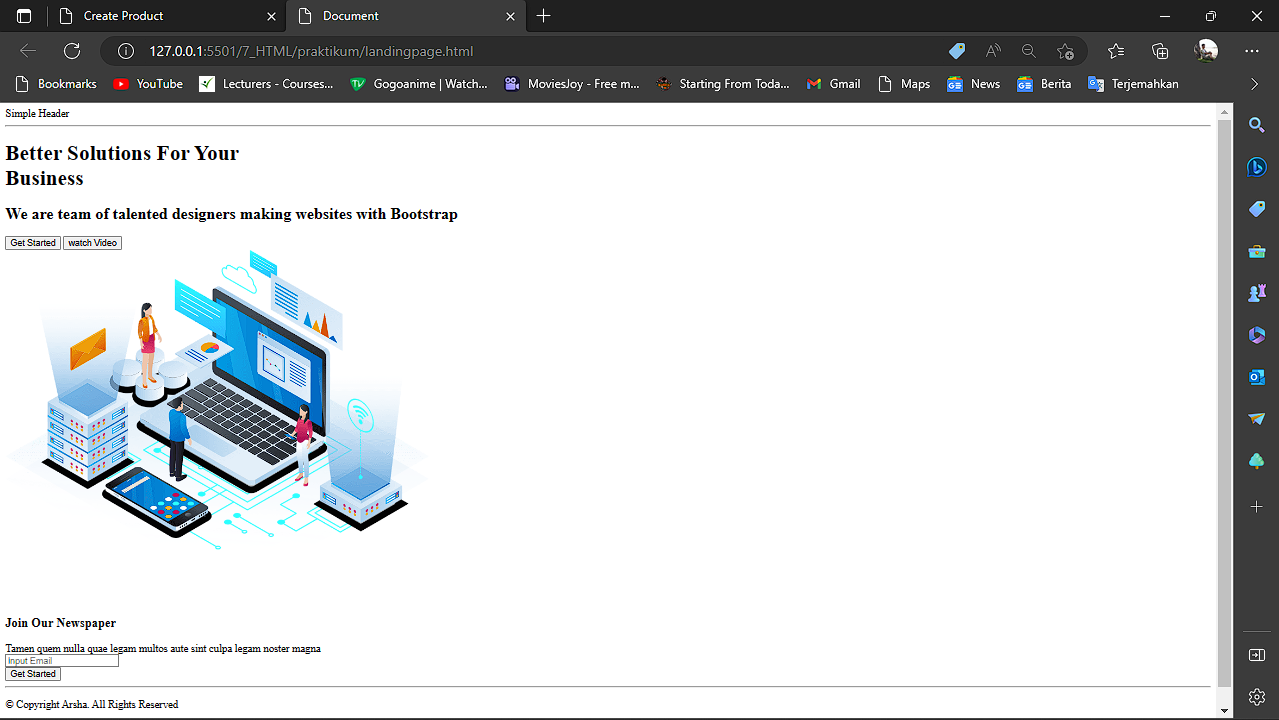 Create Product
Document
127.0.0.1:5501/7_HTML/praktikum/landingpage.html
Bookmarks YouTube Lecturers - Courses... Gogoanime | Watch... MoviesJoy - Free m... Starting From Toda... Gmail Maps News Berita Terjemahkan
Simple Header
Better Solutions For Your
Business
We are team of talented designers making websites with Bootstrap
Get Started watch Video
Join Our Newspaper
Tamen quem nulla quae legam multos aute sint culpa legam noster magna
Input Email
Get Started
© Copyright Arsha. All Rights Reserved